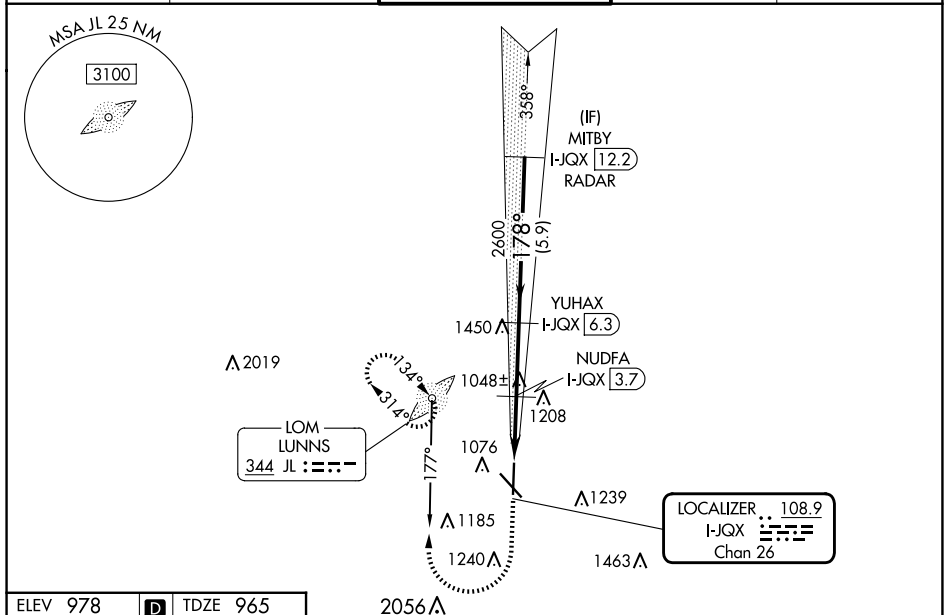 MSA JL 25 NM
3100
358°
(IF)
MITBY
I-JQX 12.2
RADAR
2600
178°
(5.9)
YUHAX
I-JQX 6.3
1450
2019
NUDFA
I-JQX 3.7
1048±
1208
134°
314°
LOM
LUNNS
344 JL
177°
1076
1239
LOCALIZER 108.9
I-JQX
Chan 26
1185
1240
1463
ELEV 978 D TDZE 965
2056